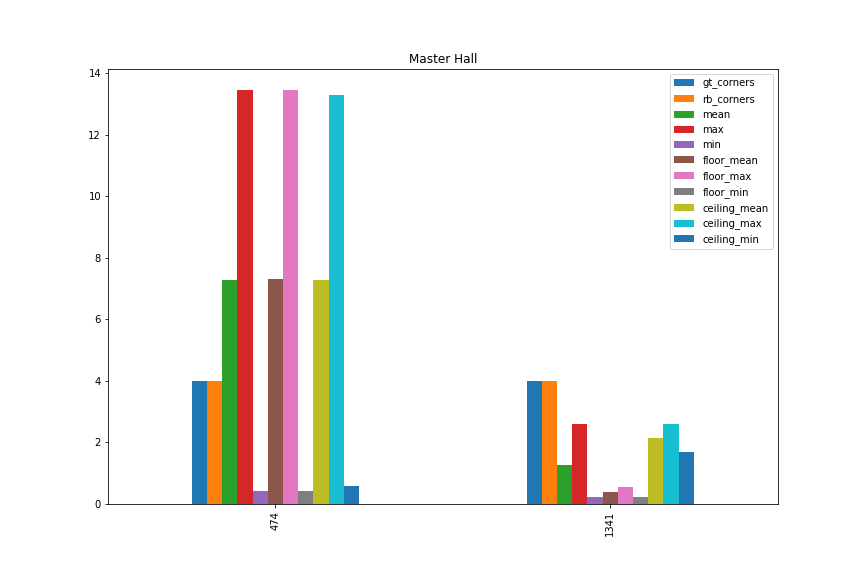 Master Hall
14
12
10
8
6
4
2
0
474
1341
gt_corners
rb_corners
mean
max
min
floor_mean
floor_max
floor_min
ceiling_mean
ceiling_max
ceiling_min